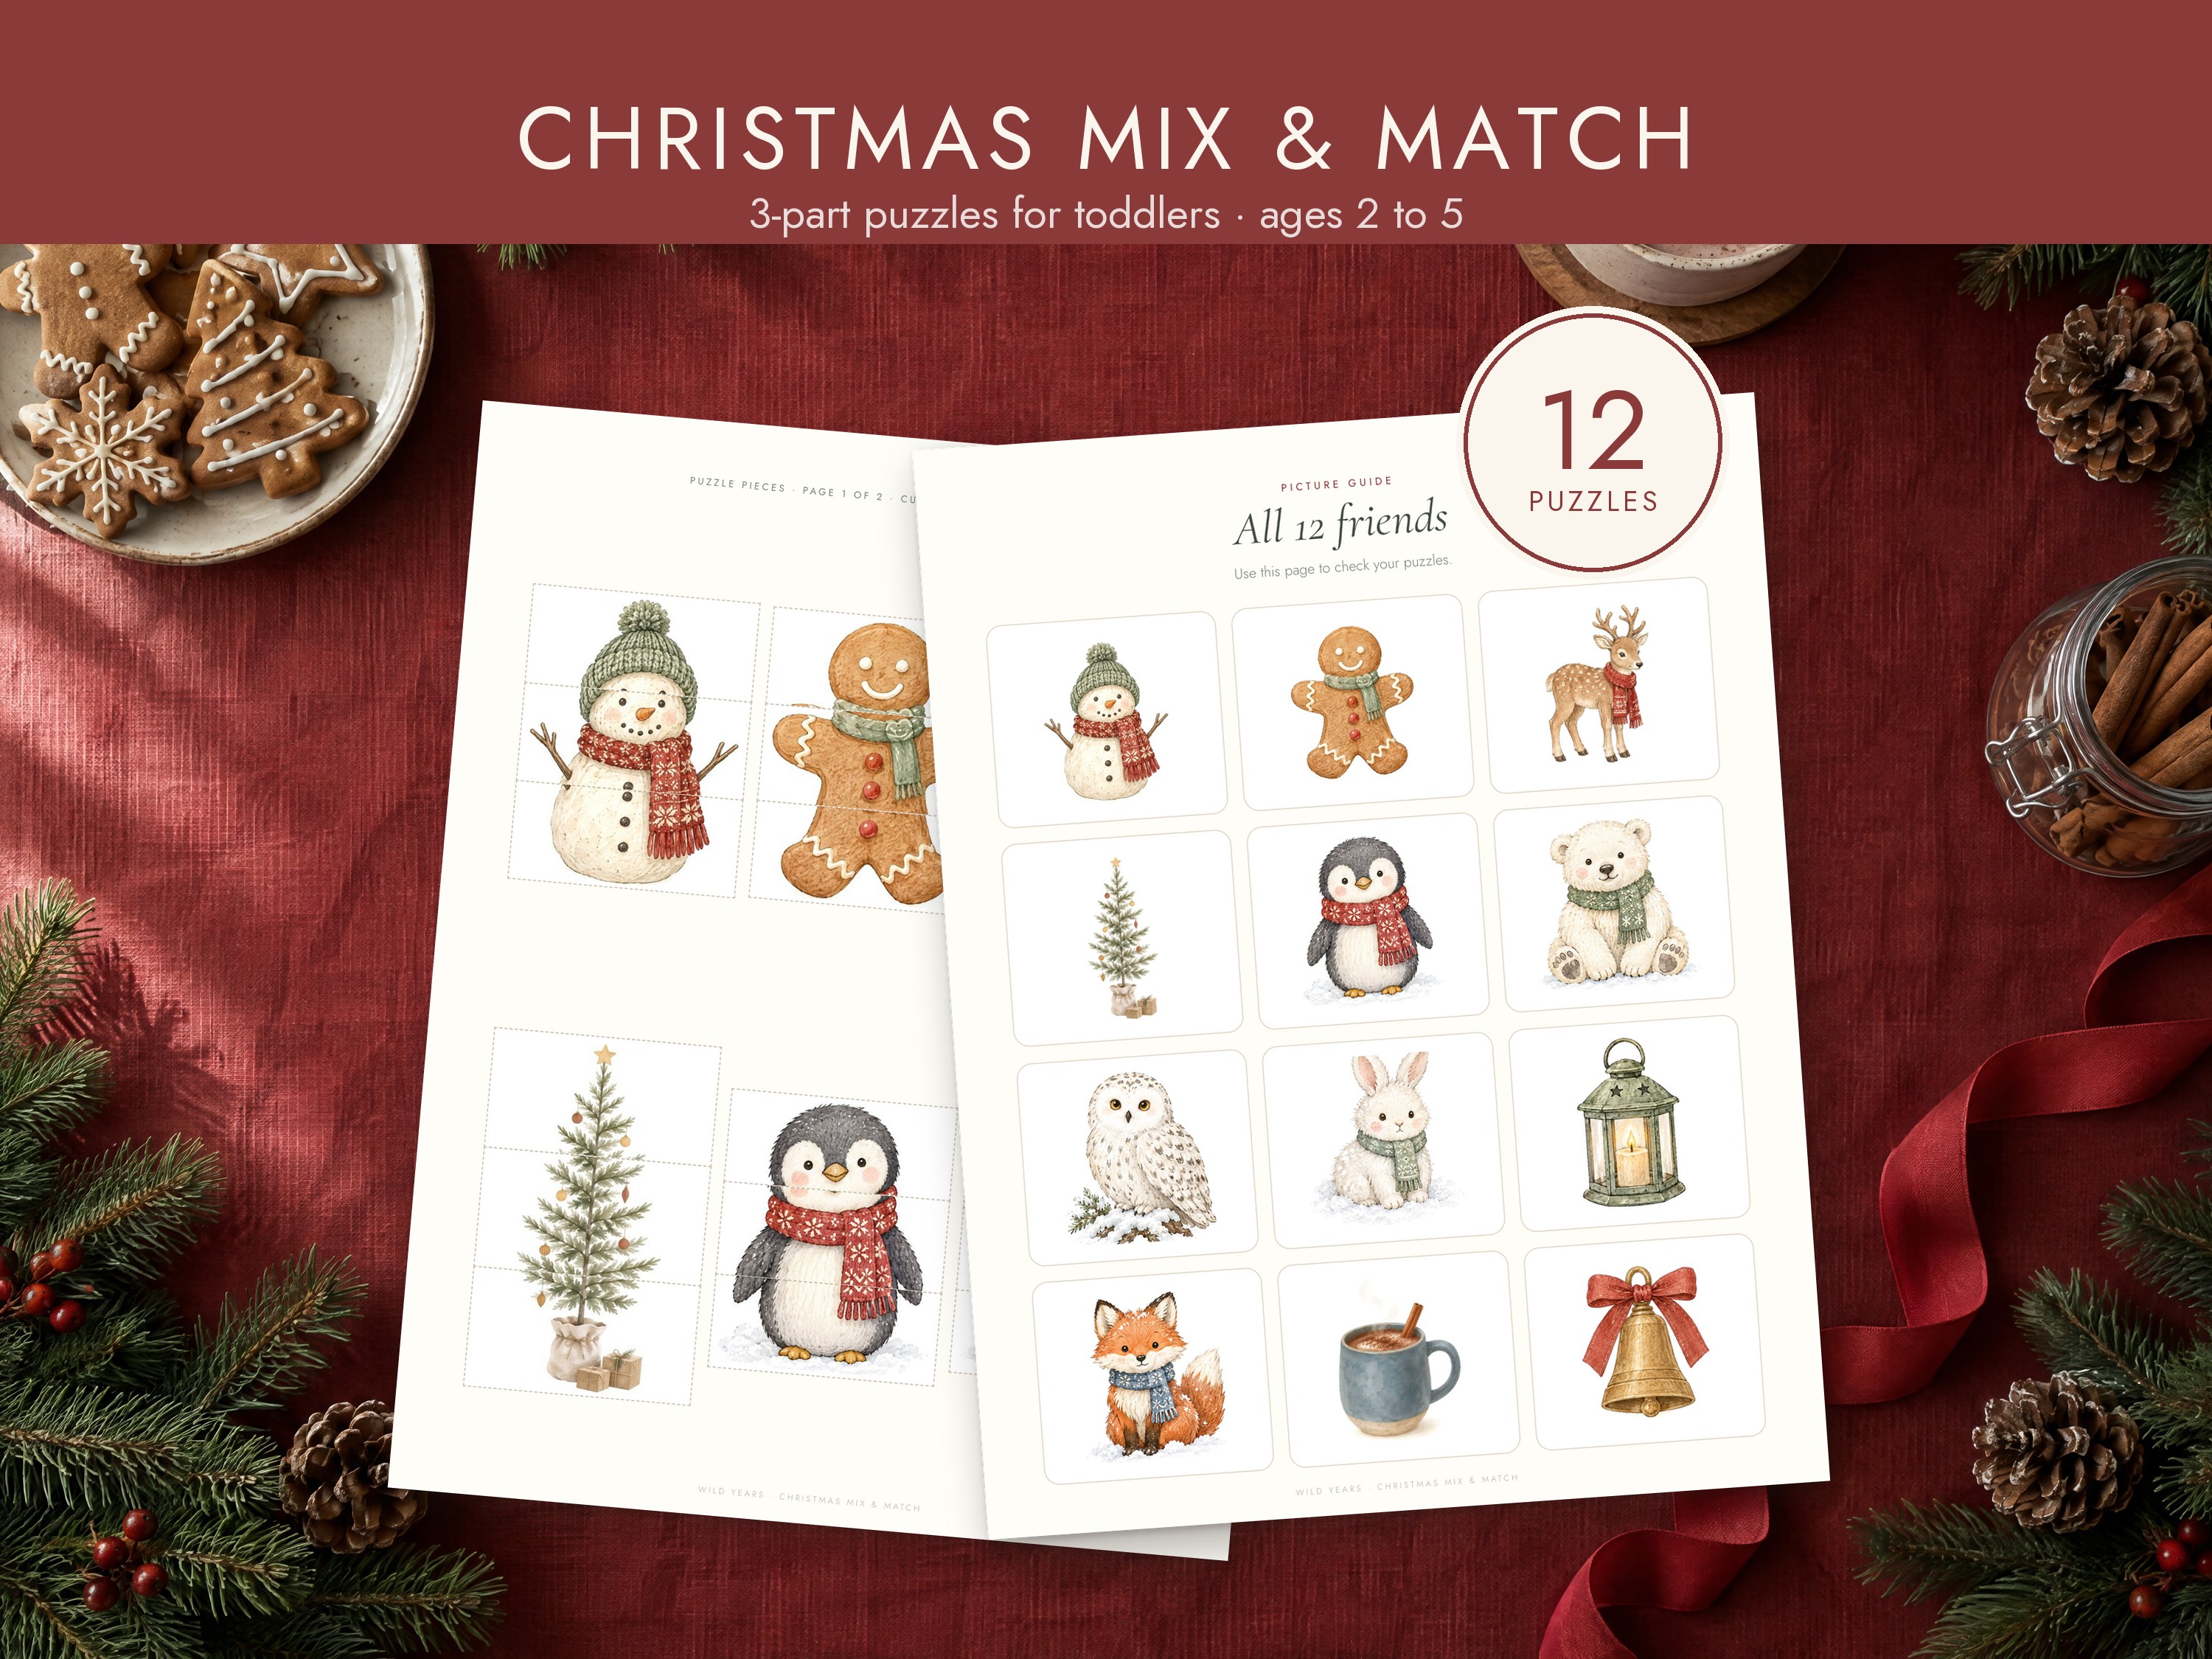 CHRISTMAS MIX & MATCH
3-part puzzles for toddlers · ages 2 to 5
12
PUZZLES
PUZZLE PIECES · PAGE 1 OF 2 ·
PICTURE GUIDE
All 12 friends
Use this page to check your puzzles.
WILD YEARS · CHRISTMAS MIX & MATCH
WILD YEARS · CHRISTMAS MIX & MATCH